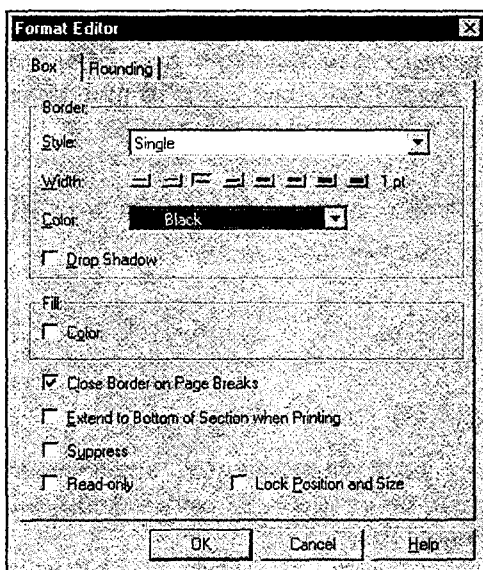 Format Editor
Box Rounding
Border:
Style: Single
Width: 1 pt
Color: Black
Drop Shadow
Fill:
Color:
Close Border on Page Breaks
Extend to Bottom of Section when Printing
Suppress
Read-only Lock Position and Size
OK Cancel Help